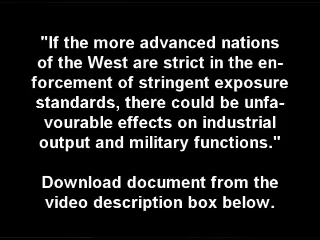 "If the more advanced nations
of the West are strict in the en-
forcement of stringent exposure
standards, there could be unfa-
vourable effects on industrial
output and military functions."
Download document from the
video description box below.